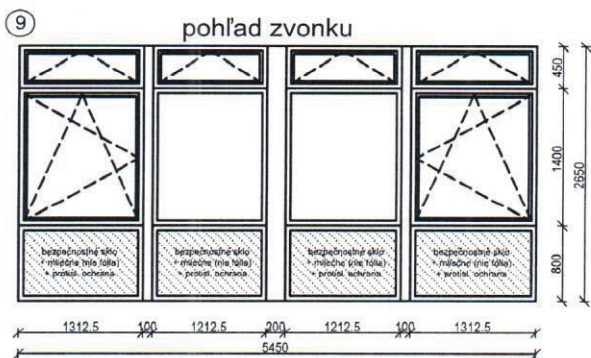 9
pohľad zvonku
450
1400
800
2650
bezpečnostné sklo
+ mliečne (nie fólia)
+ protisl. ochrana
bezpečnostné sklo
+ mliečne (nie fólia)
+ protisl. ochrana
bezpečnostné sklo
+ mliečne (nie fólia)
+ protisl. ochrana
bezpečnostné sklo
+ mliečne (nie fólia)
+ protisl. ochrana
1312.5 100 1212.5 200 1212.5 100 1312.5
5450